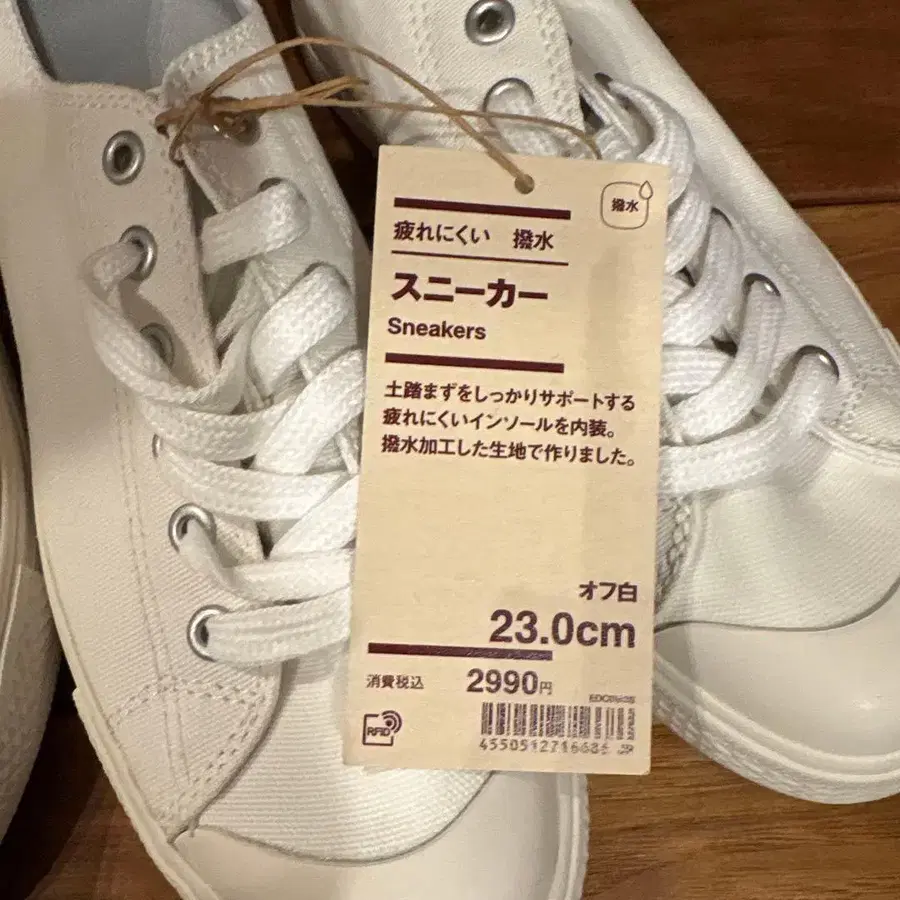 撥水
疲れにくい 撥水
スニーカー
Sneakers
土踏まずをしっかりサポートする
疲れにくいインソールを内装。
撥水加工した生地で作りました。
オフ白
23.0cm
消費税込 2990円
RFID